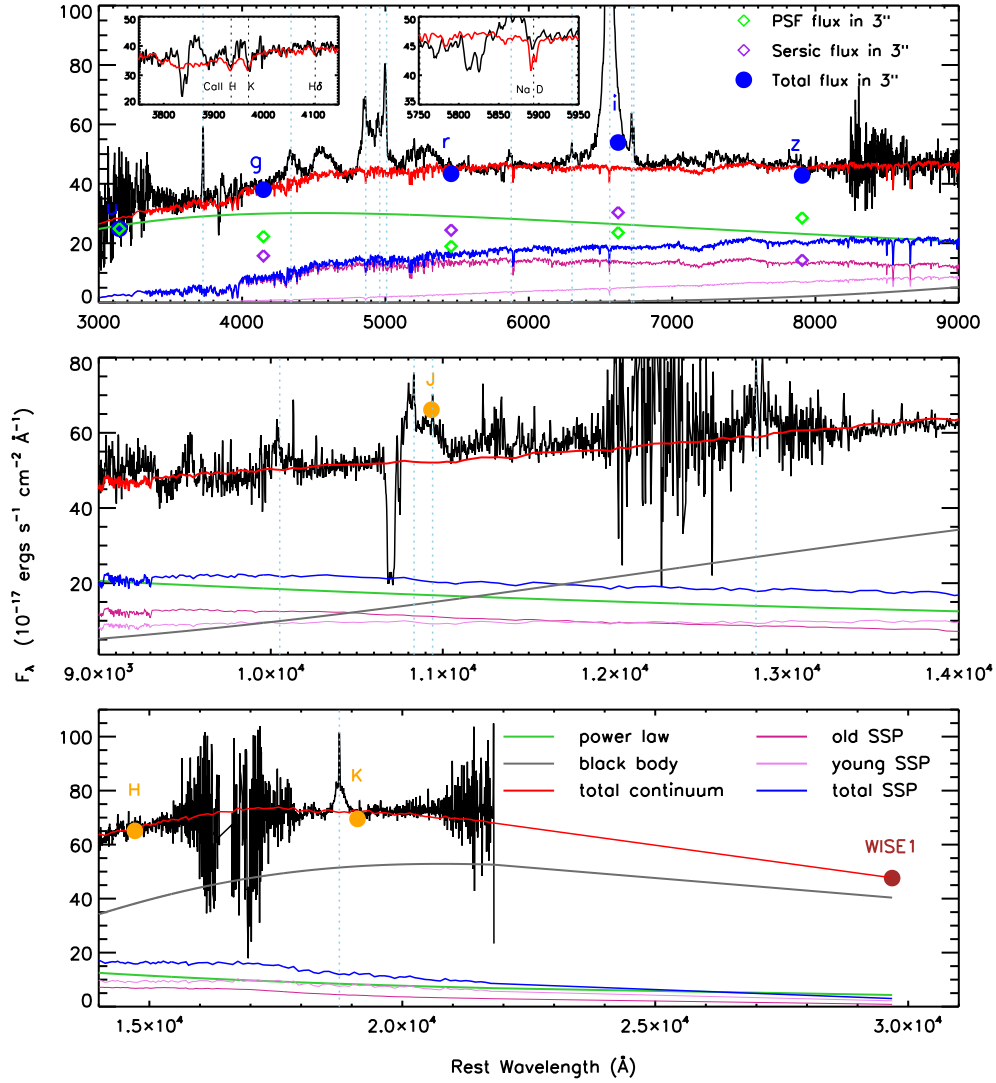 50 40 30 20
3800 3900 4000 4100
CaII H K Hδ
50 45 40 35
5750 5800 5850 5900 5950
Na D
PSF flux in 3"
Sersic flux in 3"
Total flux in 3"
100
80
60
40
20
0
u g r i z
3000 4000 5000 6000 7000 8000 9000
80
60
40
20
J
9.0×10³ 1.0×10⁴ 1.1×10⁴ 1.2×10⁴ 1.3×10⁴ 1.4×10⁴
F_λ (10⁻¹⁷ ergs s⁻¹ cm⁻² Å⁻¹)
100
80
60
40
20
0
H K WISE1
power law
black body
total continuum
old SSP
young SSP
total SSP
1.5×10⁴ 2.0×10⁴ 2.5×10⁴ 3.0×10⁴
Rest Wavelength (Å)